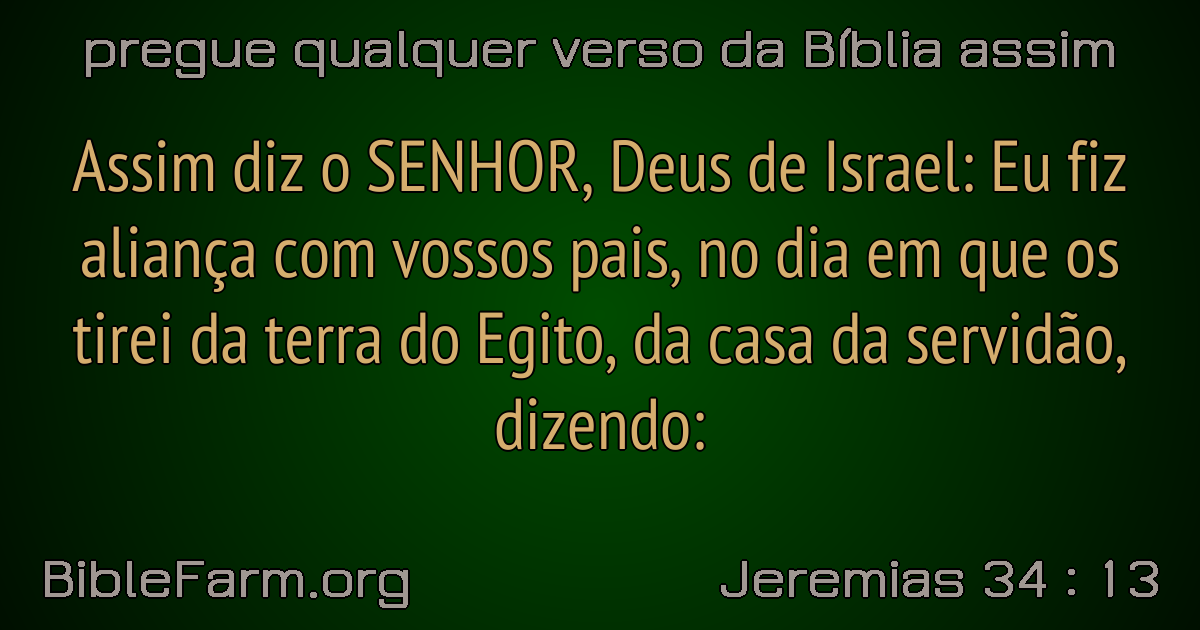 pregue qualquer verso da Bíblia assim
Assim diz o SENHOR, Deus de Israel: Eu fiz
aliança com vossos pais, no dia em que os
tirei da terra do Egito, da casa da servidão,
dizendo:
BibleFarm.org
Jeremias 34 : 13